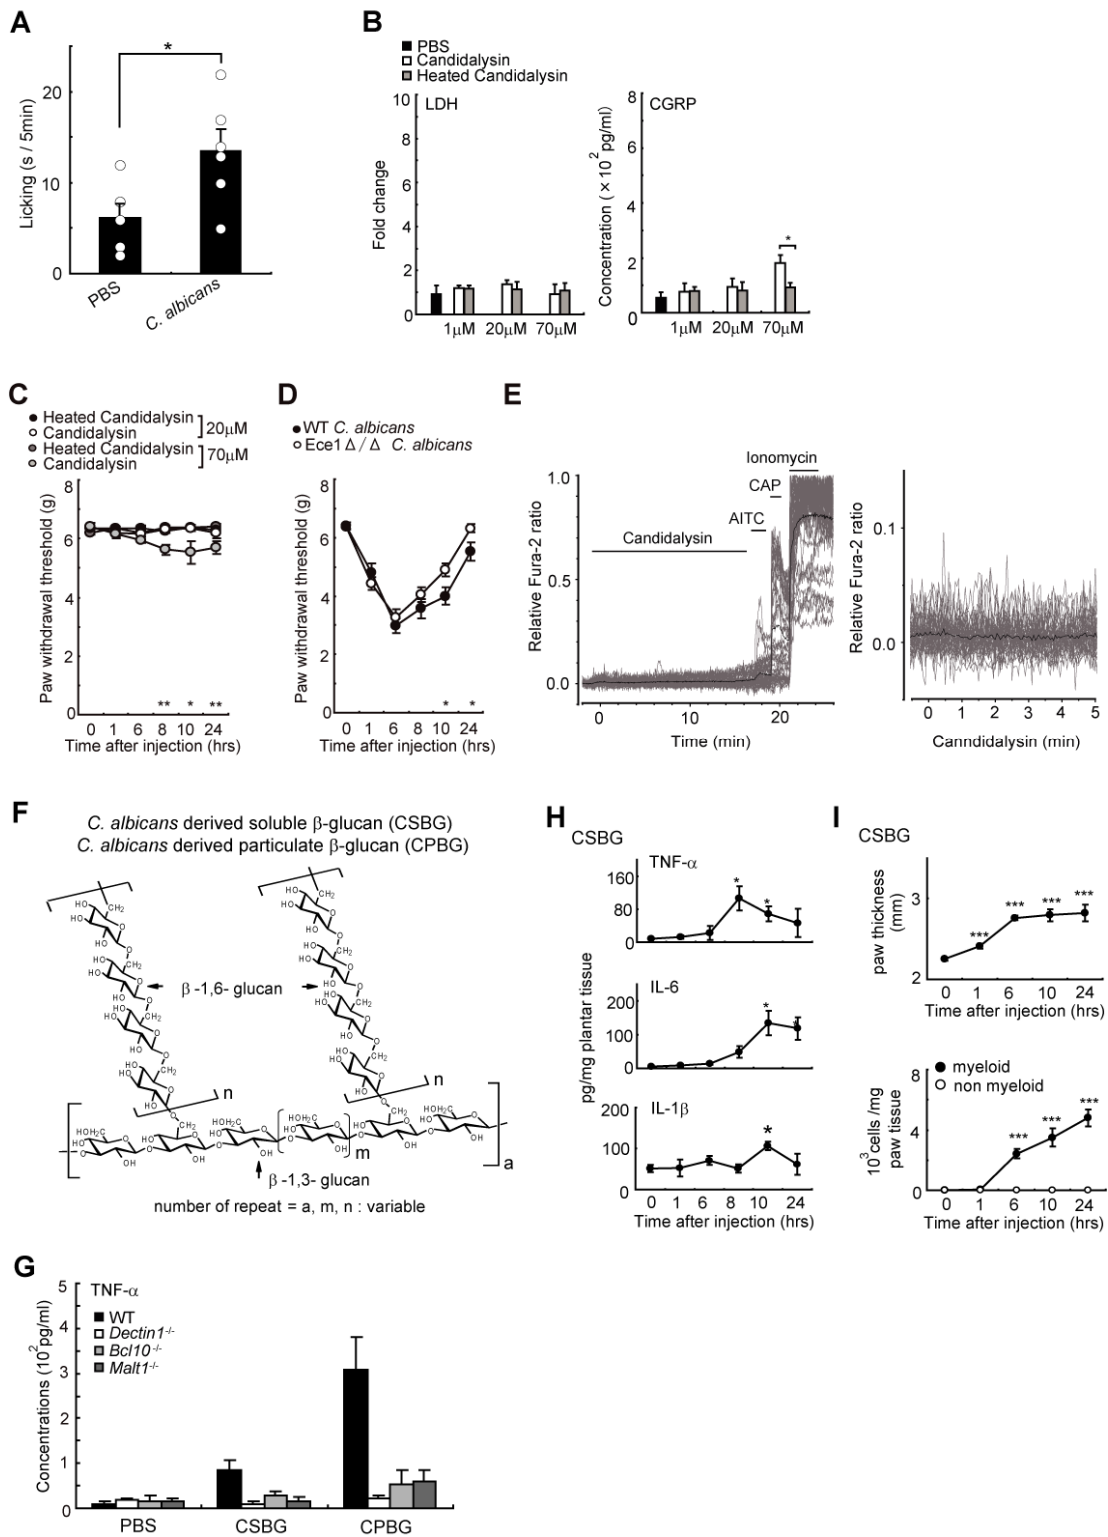 A
Licking (s / 5min)
20
10
0
*
PBS
C. albicans
B
PBS
Candidalysin
Heated Candidalysin
LDH
Fold change
10
8
6
4
2
0
1μM
20μM
70μM
CGRP
Concentration (×10² pg/ml)
8
6
4
2
0
*
1μM
20μM
70μM
C
Heated Candidalysin
Candidalysin
20μM
Heated Candidalysin
Candidalysin
70μM
Paw withdrawal threshold (g)
8
6
4
2
0
** * **
0 1 6 8 10 24
Time after injection (hrs)
D
WT C. albicans
Ece1 Δ/Δ C. albicans
Paw withdrawal threshold (g)
8
6
4
2
0
* *
0 1 6 8 10 24
Time after injection (hrs)
E
Relative Fura-2 ratio
1.0
0.5
0.0
Candidalysin
AITC
CAP
Ionomycin
0 10 20
Time (min)
Relative Fura-2 ratio
0.1
0.0
0 1 2 3 4 5
Canndidalysin (min)
F
C. albicans derived soluble β-glucan (CSBG)
C. albicans derived particulate β-glucan (CPBG)
β-1,6- glucan
n
n
m
a
β-1,3- glucan
number of repeat = a, m, n : variable
G
TNF-α
WT
Dectin1-/-
Bcl10-/-
Malt1-/-
Concentrations (10²pg/ml)
5
4
3
2
1
0
PBS
CSBG
CPBG
H
CSBG
pg/mg plantar tissue
TNF-α
160
80
0
* *
IL-6
200
100
0
*
IL-1β
200
100
0
*
0 1 6 8 10 24
Time after injection (hrs)
I
CSBG
paw thickness
(mm)
3
2
*** *** *** ***
0 1 6 10 24
Time after injection (hrs)
myeloid
non myeloid
10³cells /mg
paw tissue
8
4
0
*** *** ***
0 1 6 10 24
Time after injection (hrs)